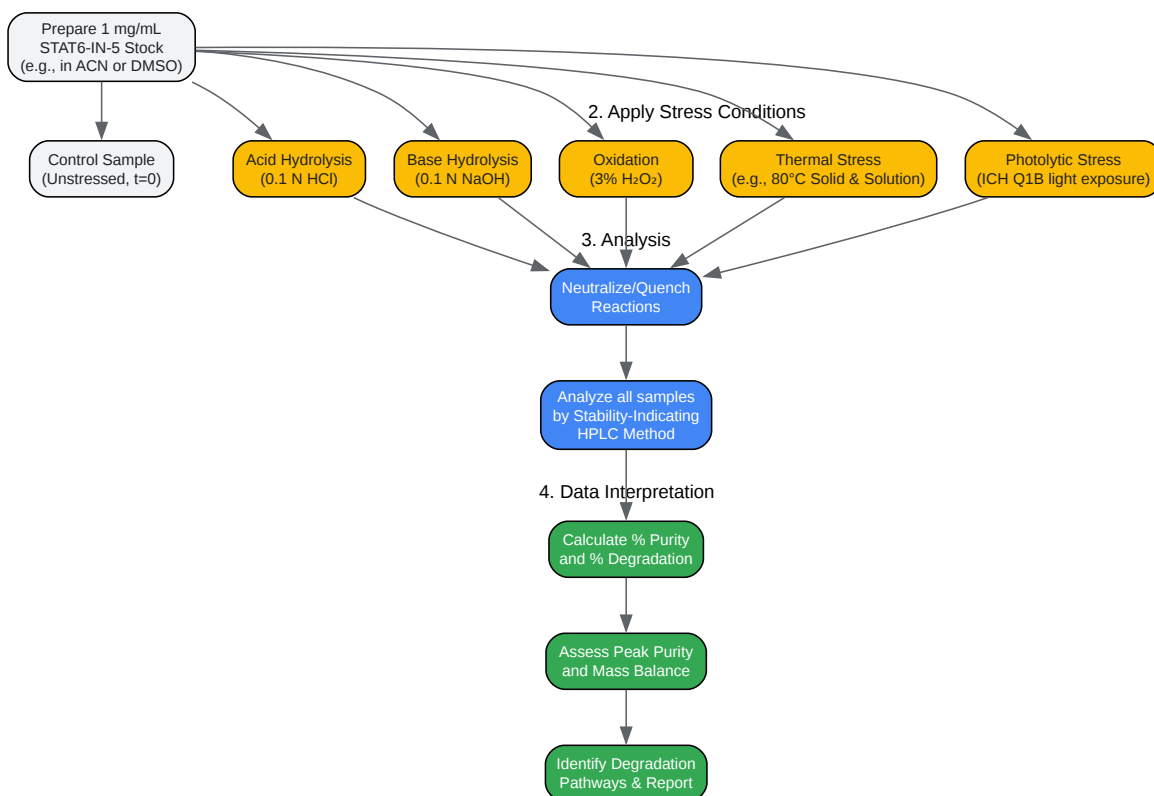 Prepare 1 mg/mL
STAT6-IN-5 Stock
(e.g., in ACN or DMSO)
2. Apply Stress Conditions
Control Sample
(Unstressed, t=0)
Acid Hydrolysis
(0.1 N HCl)
Base Hydrolysis
(0.1 N NaOH)
Oxidation
(3% H₂O₂)
Thermal Stress
(e.g., 80°C Solid & Solution)
Photolytic Stress
(ICH Q1B light exposure)
3. Analysis
Neutralize/Quench
Reactions
Analyze all samples
by Stability-Indicating
HPLC Method
4. Data Interpretation
Calculate % Purity
and % Degradation
Assess Peak Purity
and Mass Balance
Identify Degradation
Pathways & Report